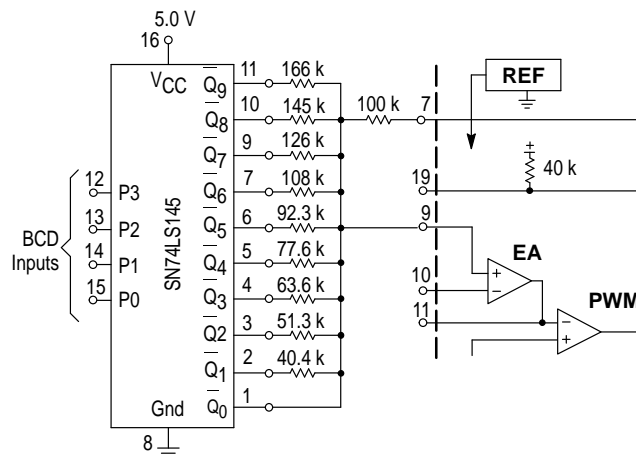 5.0 V
16
VCC
Q9 11 166 k
Q8 10 145 k 100 k 7
Q7 9 126 k
Q6 7 108 k
Q5 6 92.3 k 9
Q4 5 77.6 k
Q3 4 63.6 k
Q2 3 51.3 k
Q1 2 40.4 k
Q0 1
BCD
Inputs
12 P3
13 P2
14 P1
15 P0
SN74LS145
Gnd
8
REF
40 k
19
EA
+
–
10
11
PWM
–
+